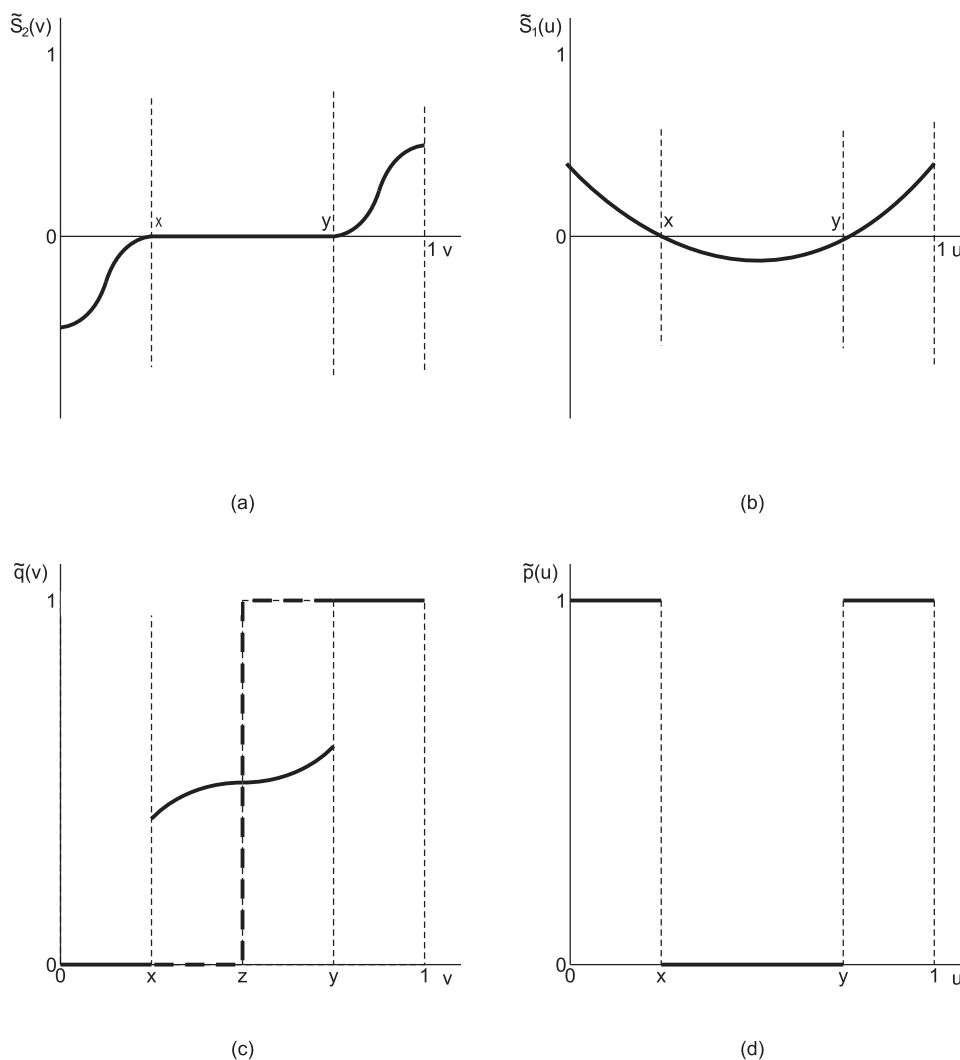 S̃₂(v)
1
0
x
y
1 v
(a)
S̃₁(u)
1
0
x
y
1 u
(b)
q̃(v)
1
0
0 x z y 1 v
(c)
p̃(u)
1
0
0 x y 1 u
(d)